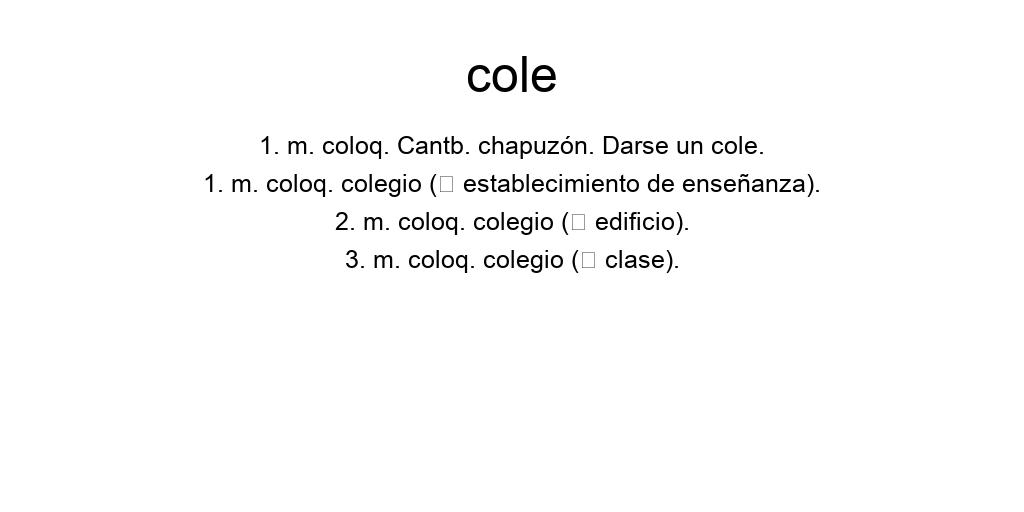 cole
1. m. coloq. Cantb. chapuzón. Darse un cole.
1. m. coloq. colegio (□ establecimiento de enseñanza).
2. m. coloq. colegio (□ edificio).
3. m. coloq. colegio (□ clase).